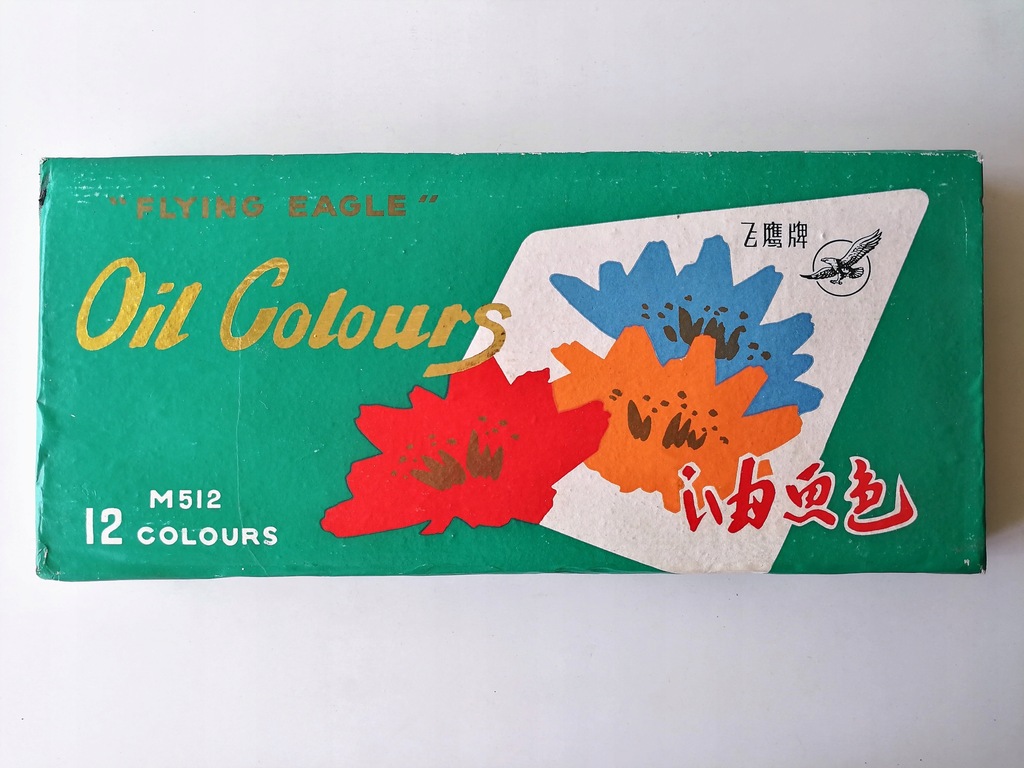 "FLYING EAGLE"
飞鹰牌
Oil Colours
M512
12 COLOURS
油画色